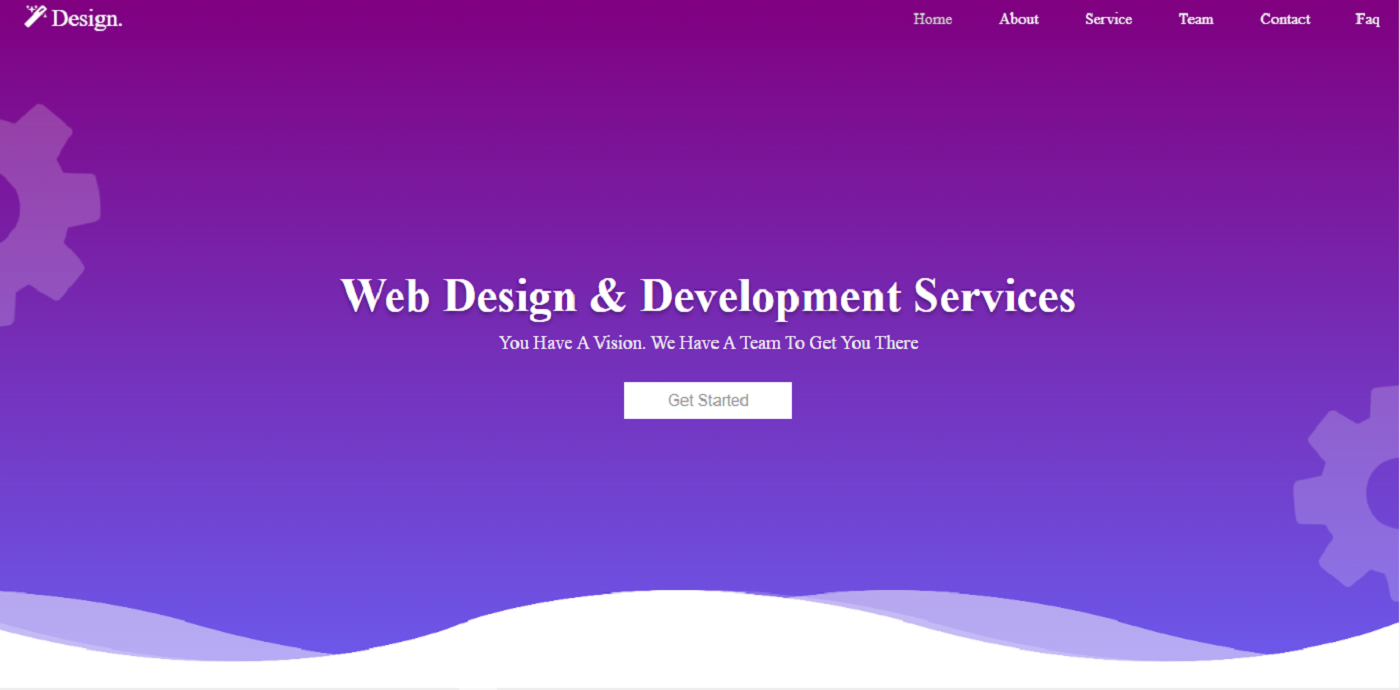 Design.
Home About Service Team Contact Faq
Web Design & Development Services
You Have A Vision. We Have A Team To Get You There
Get Started